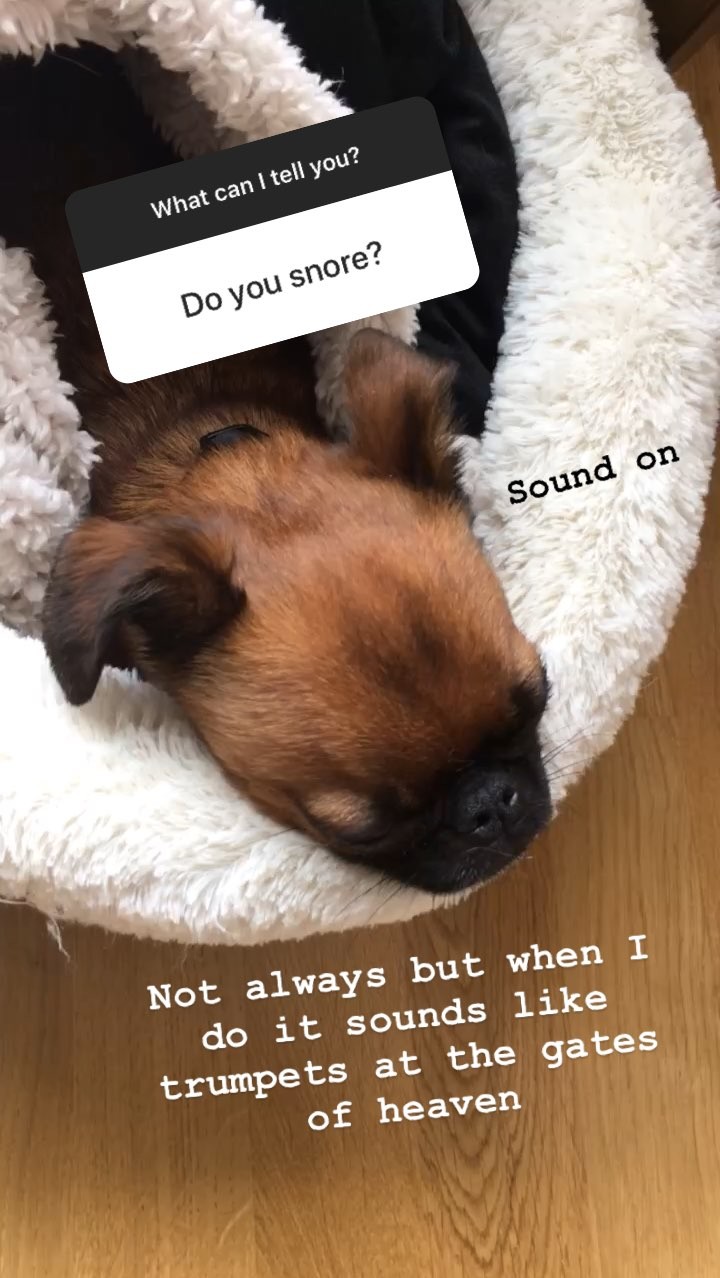 What can I tell you?
Do you snore?
Sound on
Not always but when I
do it sounds like
trumpets at the gates
of heaven